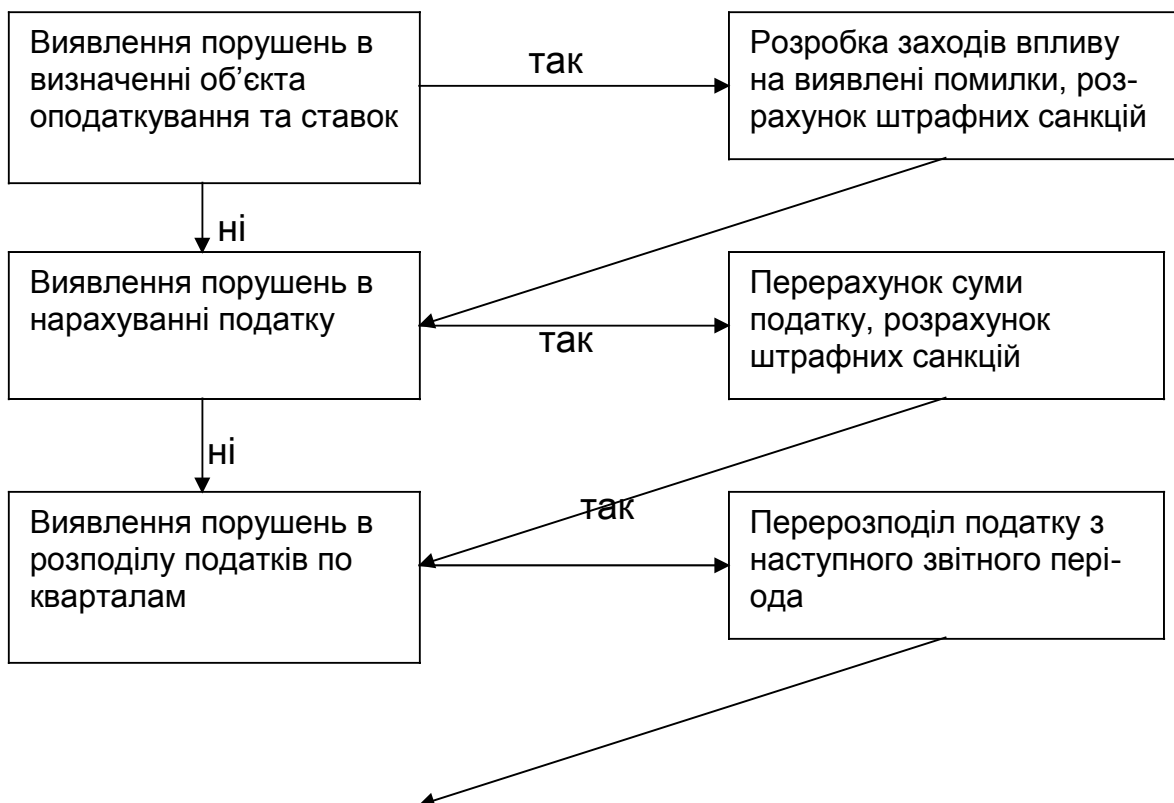 Виявлення порушень в
визначенні об’єкта
оподаткування та ставок
так
Розробка заходів впливу
на виявлені помилки, роз-
рахунок штрафних санкцій
ні
Виявлення порушень в
нарахуванні податку
так
Перерахунок суми
податку, розрахунок
штрафних санкцій
ні
Виявлення порушень в
розподілу податків по
кварталам
так
Перерозподіл податку з
наступного звітного пері-
ода